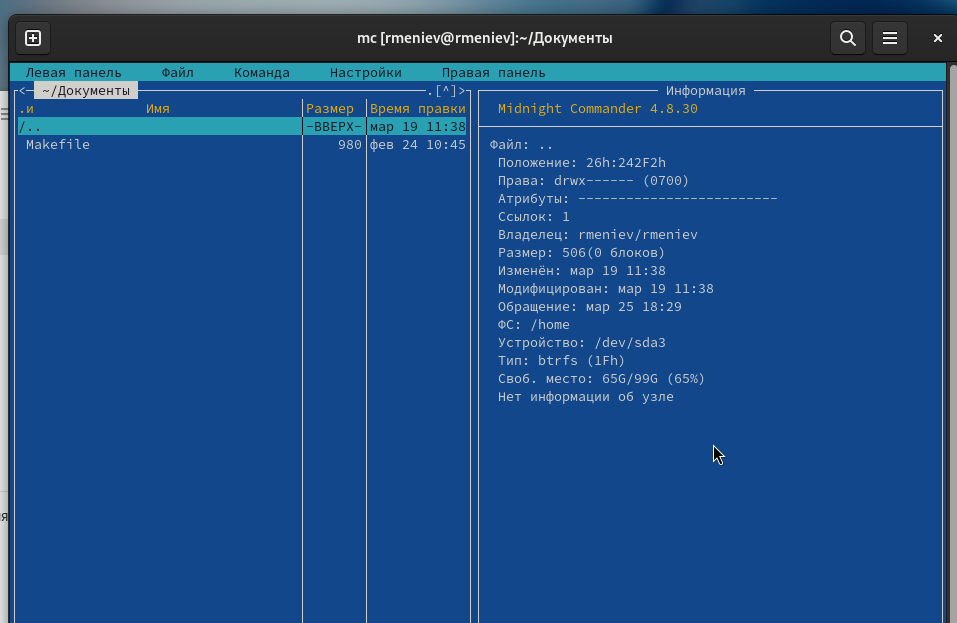 mc [rmeniev@rmeniev]:~/Документы
Левая панель Файл Команда Настройки Правая панель
<─ ~/Документы .[^]>
.и Имя Размер Время правки
/.. -ВВЕРХ- мар 19 11:38
Makefile 980 фев 24 10:45
Информация
Midnight Commander 4.8.30
Файл: ..
Положение: 26h:242F2h
Права: drwx------ (0700)
Атрибуты: -------------------------
Ссылок: 1
Владелец: rmeniev/rmeniev
Размер: 506(0 блоков)
Изменён: мар 19 11:38
Модифицирован: мар 19 11:38
Обращение: мар 25 18:29
ФС: /home
Устройство: /dev/sda3
Тип: btrfs (1Fh)
Своб. место: 65G/99G (65%)
Нет информации об узле